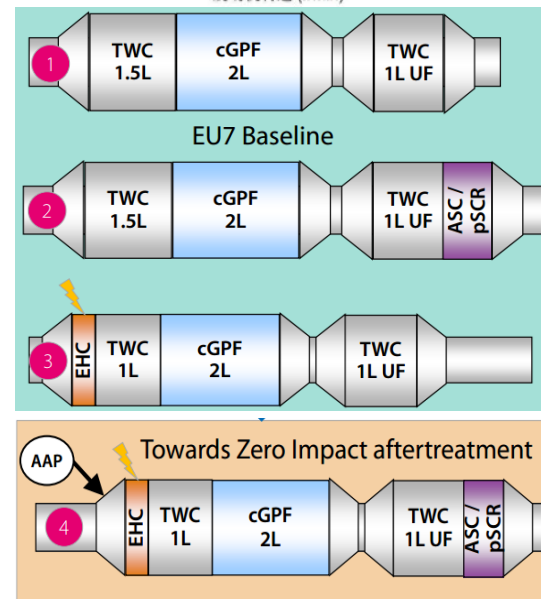 1
TWC
1.5L
cGPF
2L
TWC
1L UF
EU7 Baseline
2
TWC
1.5L
cGPF
2L
TWC
1L UF
ASC /
pSCR
3
EHC
TWC
1L
cGPF
2L
TWC
1L UF
AAP
Towards Zero Impact aftertreatment
4
EHC
TWC
1L
cGPF
2L
TWC
1L UF
ASC /
pSCR